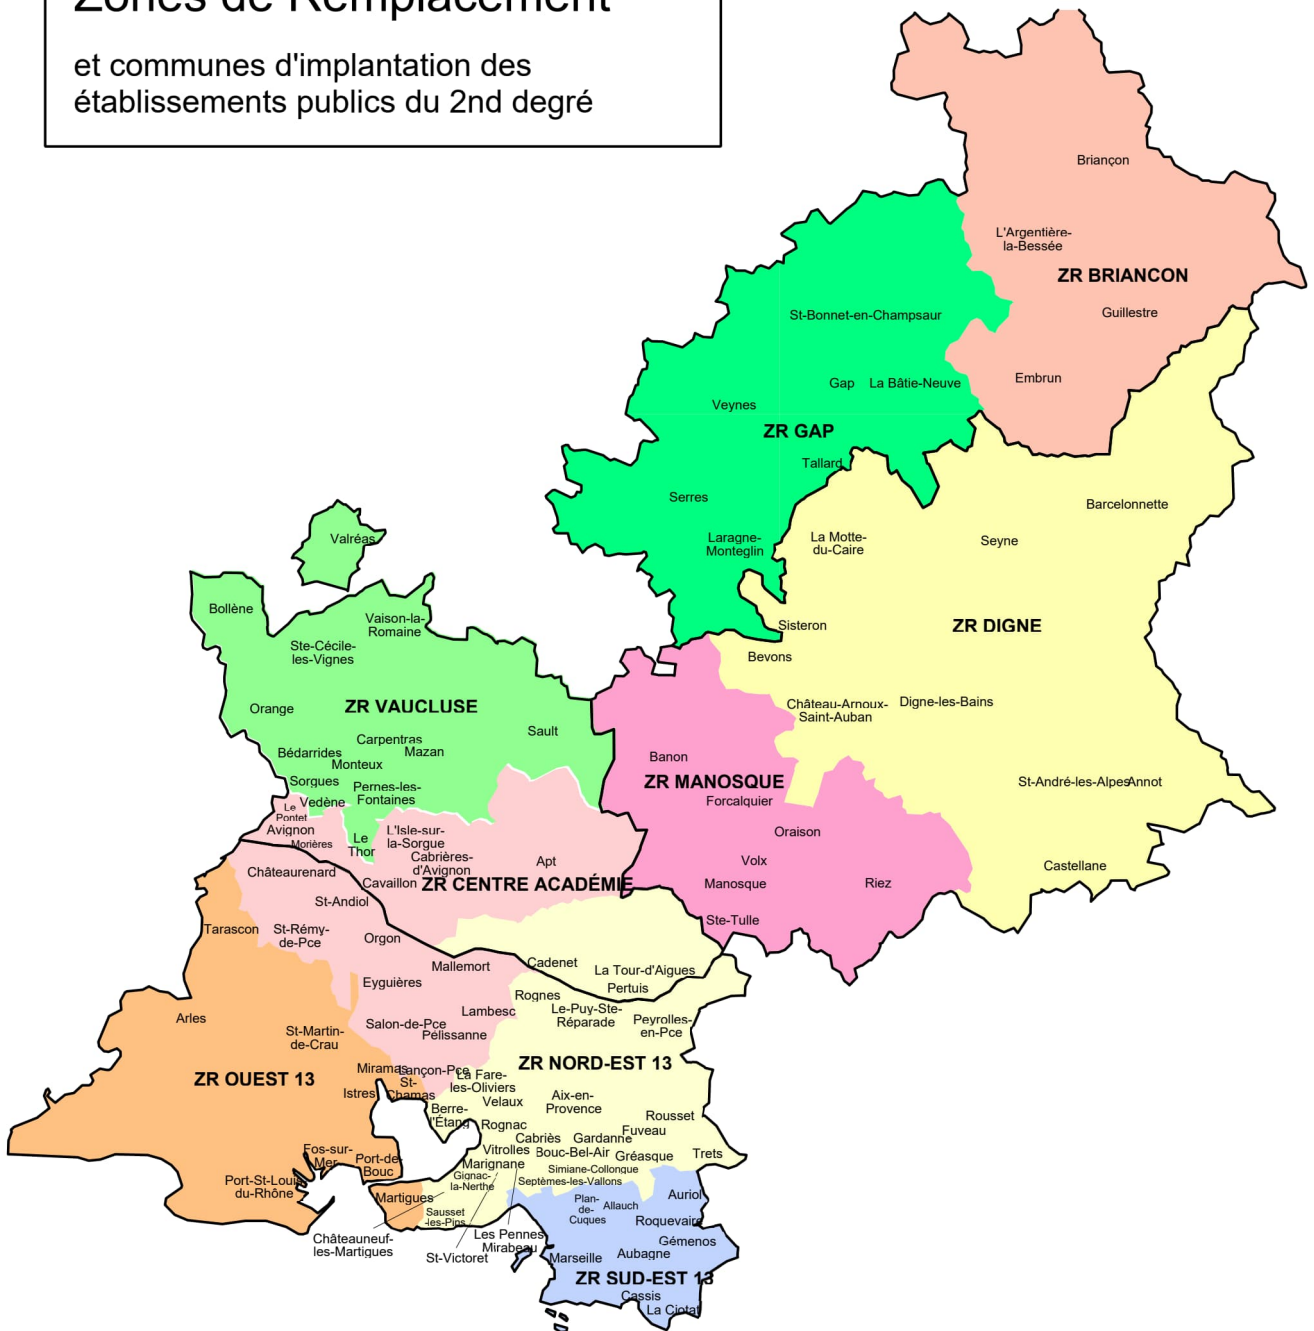 Zones de Remplacement
et communes d'implantation des
établissements publics du 2nd degré
Briançon
L'Argentière-
la-Bessée
ZR BRIANCON
Guillestre
Embrun
St-Bonnet-en-Champsaur
Gap
La Bâtie-Neuve
Veynes
ZR GAP
Tallard
Serres
Laragne-
Monteglin
Barcelonnette
La Motte-
du-Caire
Seyne
Sisteron
ZR DIGNE
Bevons
Château-Arnoux-
Saint-Auban
Digne-les-Bains
St-André-les-Alpes
Annot
Castellane
Valréas
Bollène
Vaison-la-
Romaine
Ste-Cécile-
les-Vignes
Orange
ZR VAUCLUSE
Sault
Carpentras
Bédarrides
Mazan
Monteux
Sorgues
Pernes-les-
Fontaines
Vedène
Le
Pontet
Avignon
Morières
Le
Thor
L'Isle-sur-
la-Sorgue
Cabrières-
d'Avignon
Apt
Cavaillon
ZR CENTRE ACADÉMIE
Châteaurenard
St-Andiol
St-Rémy-
de-Pce
Orgon
Mallemort
Eyguières
Lambesc
Salon-de-Pce
Pélissanne
Lançon-Pce
Banon
ZR MANOSQUE
Forcalquier
Oraison
Volx
Manosque
Riez
Ste-Tulle
Tarascon
Arles
St-Martin-
de-Crau
ZR OUEST 13
Miramas
Istres
St-
Chamas
Fos-sur-
Mer
Port-de-
Bouc
Port-St-Louis
du-Rhône
Martigues
Cadenet
La Tour-d'Aigues
Pertuis
Rognes
Le-Puy-Ste-
Réparade
Peyrolles-
en-Pce
ZR NORD-EST 13
La Fare-
les-Oliviers
Velaux
Aix-en-
Provence
Berre-
l'Étang
Rognac
Rousset
Fuveau
Cabriès
Gardanne
Vitrolles
Bouc-Bel-Air
Gréasque
Trets
Marignane
Simiane-Collongue
Gignac-
la-Nerthe
Septèmes-les-Vallons
Sausset
-les-Pins
Châteauneuf-
les-Martigues
St-Victoret
Les Pennes
Mirabeau
Plan-
de-
Cuques
Allauch
Auriol
Roquevaire
Gémenos
Marseille
Aubagne
ZR SUD-EST 13
Cassis
La Ciotat